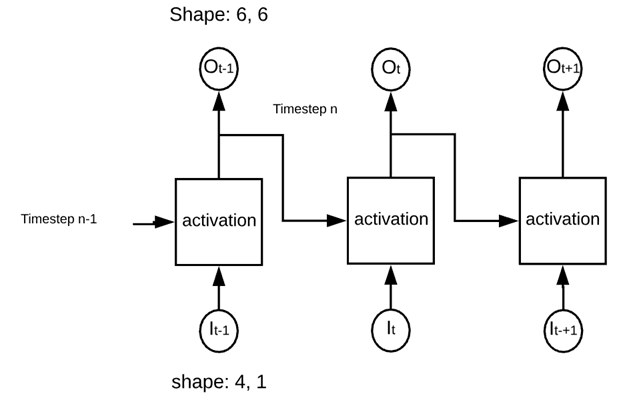 Shape: 6, 6
Ot-1 Ot Ot+1
Timestep n
Timestep n-1 activation activation activation
It-1 It It-+1
shape: 4, 1